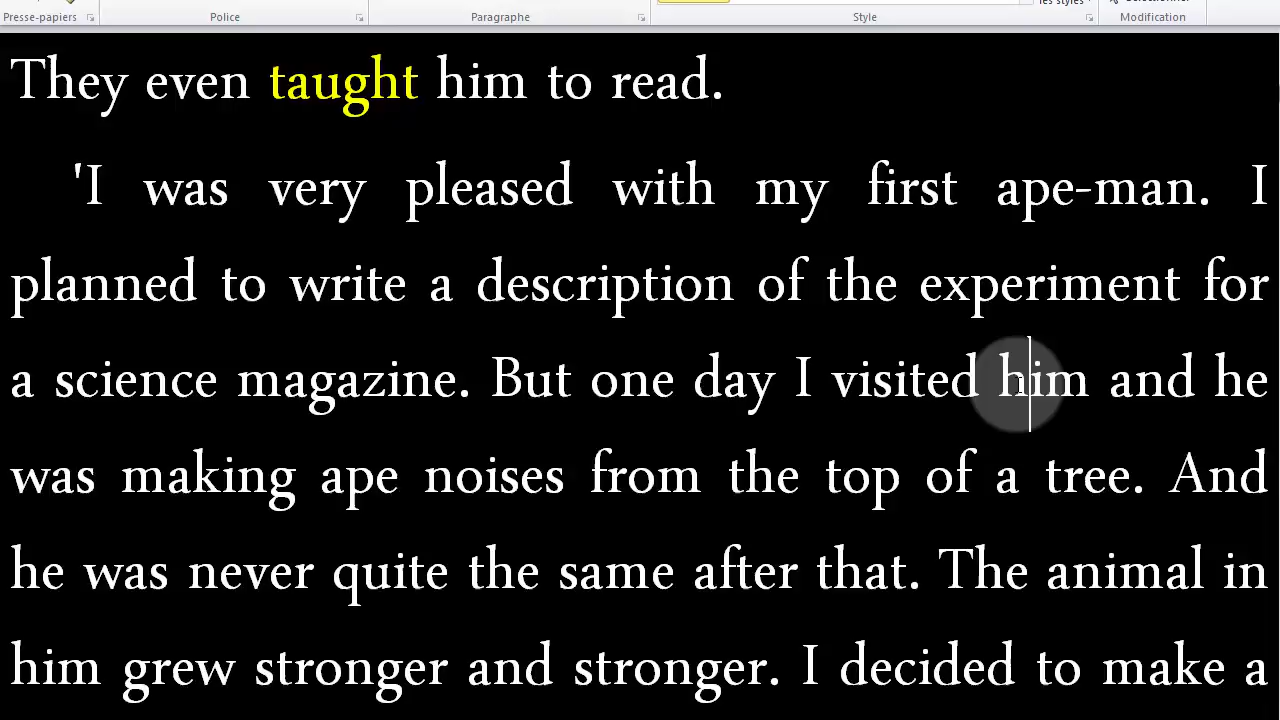 Presse-papiers Police Paragraphe Style Modification
They even taught him to read.
'I was very pleased with my first ape-man. I
planned to write a description of the experiment for
a science magazine. But one day I visited him and he
was making ape noises from the top of a tree. And
he was never quite the same after that. The animal in
him grew stronger and stronger. I decided to make a